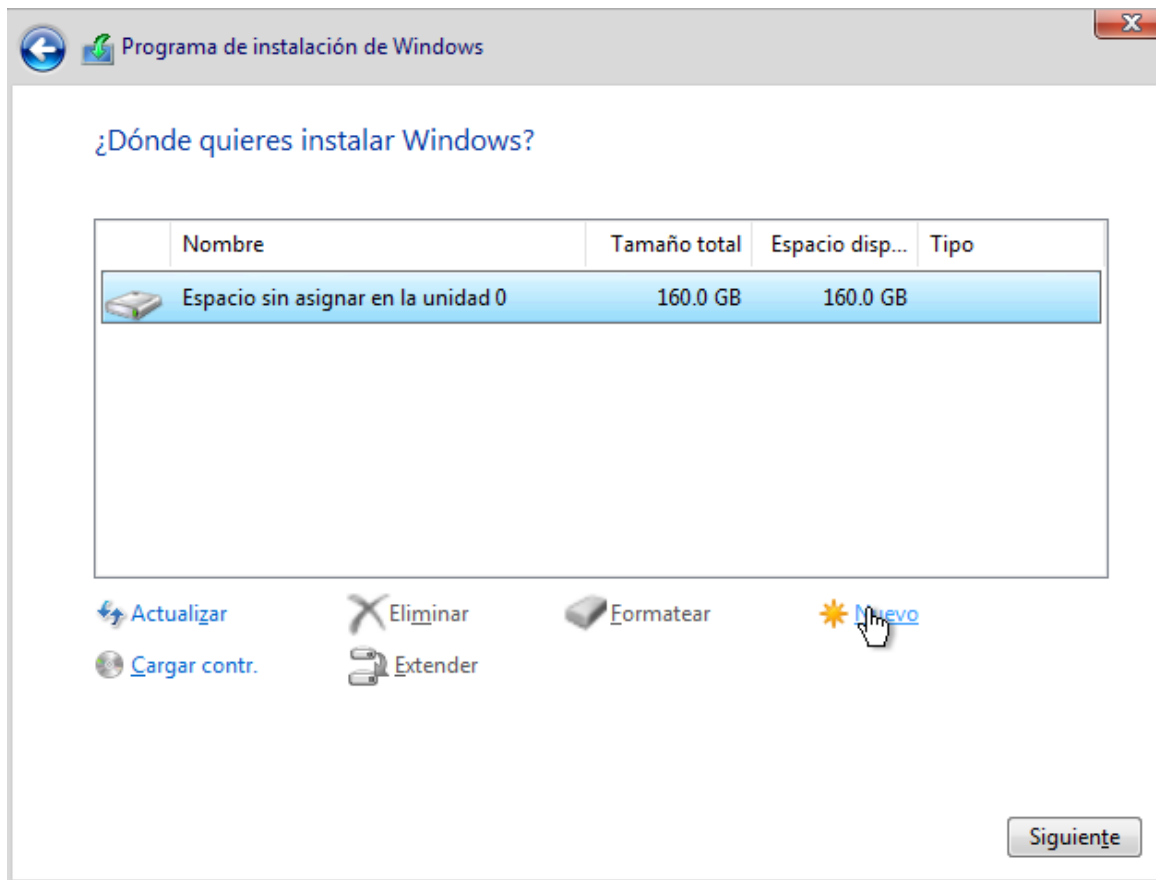 Programa de instalación de Windows
¿Dónde quieres instalar Windows?
Nombre Tamaño total Espacio disp... Tipo
Espacio sin asignar en la unidad 0 160.0 GB 160.0 GB
Actualizar Eliminar Formatear Nuevo
Cargar contr. Extender
Siguiente